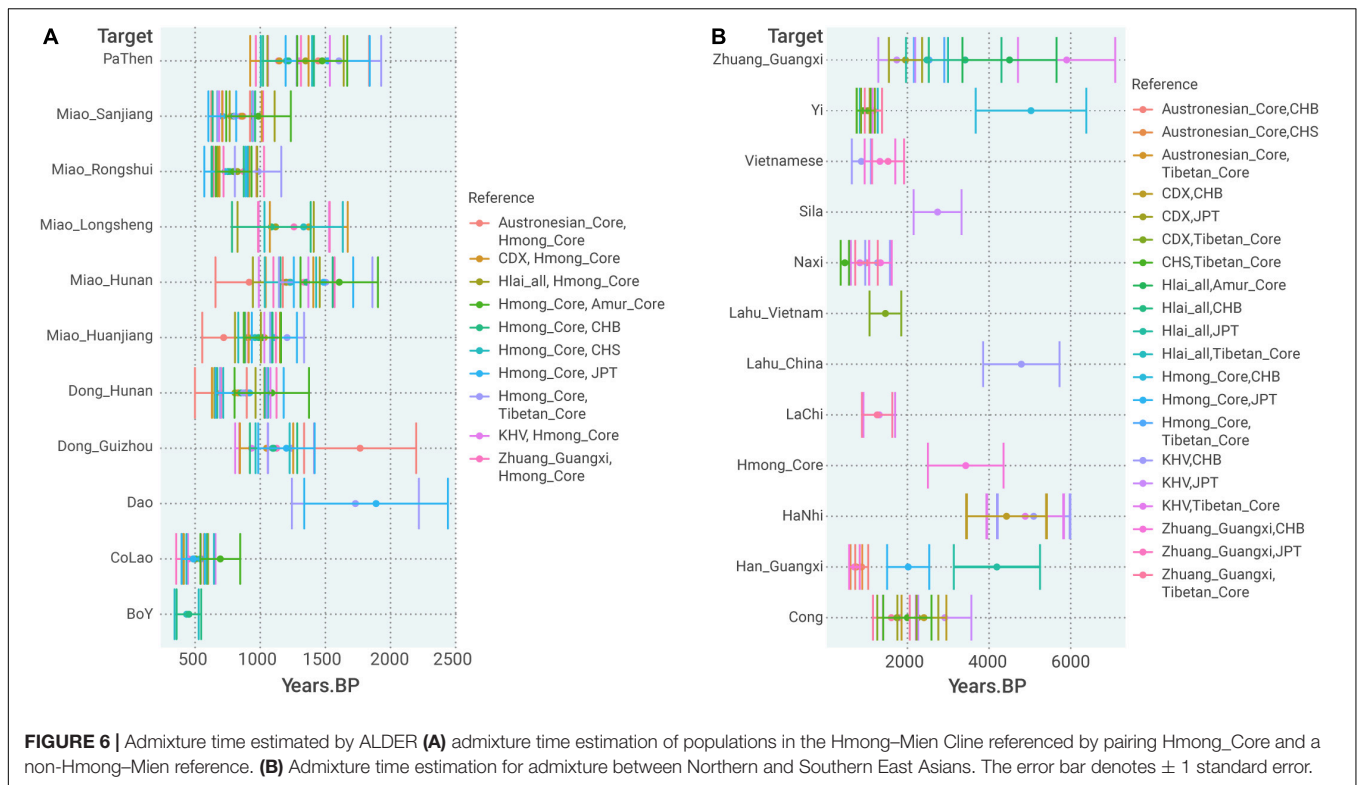 A
Target
PaThen
Miao_Sanjiang
Miao_Rongshui
Miao_Longsheng
Miao_Hunan
Miao_Huanjiang
Dong_Hunan
Dong_Guizhou
Dao
CoLao
BoY
500 1000 1500 2000 2500
Years.BP
Reference
Austronesian_Core,
Hmong_Core
CDX, Hmong_Core
Hlai_all, Hmong_Core
Hmong_Core, Amur_Core
Hmong_Core, CHB
Hmong_Core, CHS
Hmong_Core, JPT
Hmong_Core,
Tibetan_Core
KHV, Hmong_Core
Zhuang_Guangxi,
Hmong_Core
B
Target
Zhuang_Guangxi
Yi
Vietnamese
Sila
Naxi
Lahu_Vietnam
Lahu_China
LaChi
Hmong_Core
HaNhi
Han_Guangxi
Cong
2000 4000 6000
Years.BP
Reference
Austronesian_Core,CHB
Austronesian_Core,CHS
Austronesian_Core,
Tibetan_Core
CDX,CHB
CDX,JPT
CDX,Tibetan_Core
CHS,Tibetan_Core
Hlai_all,Amur_Core
Hlai_all,CHB
Hlai_all,JPT
Hlai_all,Tibetan_Core
Hmong_Core,CHB
Hmong_Core,JPT
Hmong_Core,
Tibetan_Core
KHV,CHB
KHV,JPT
KHV,Tibetan_Core
Zhuang_Guangxi,CHB
Zhuang_Guangxi,JPT
Zhuang_Guangxi,
Tibetan_Core
FIGURE 6 | Admixture time estimated by ALDER (A) admixture time estimation of populations in the Hmong–Mien Cline referenced by pairing Hmong_Core and a
non-Hmong–Mien reference. (B) Admixture time estimation for admixture between Northern and Southern East Asians. The error bar denotes ± 1 standard error.